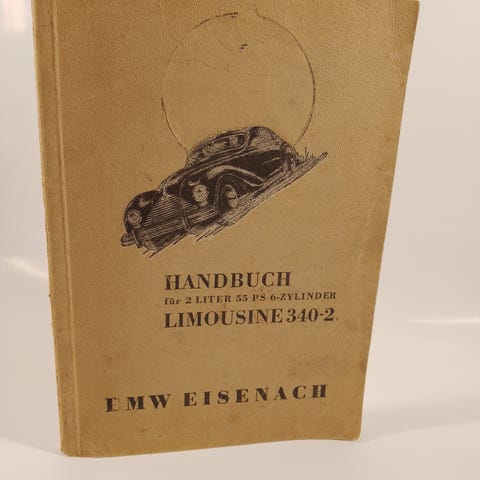 HANDBUCH
für 2 LITER 55 PS 6-ZYLINDER
LIMOUSINE 340-2
EMW EISENACH